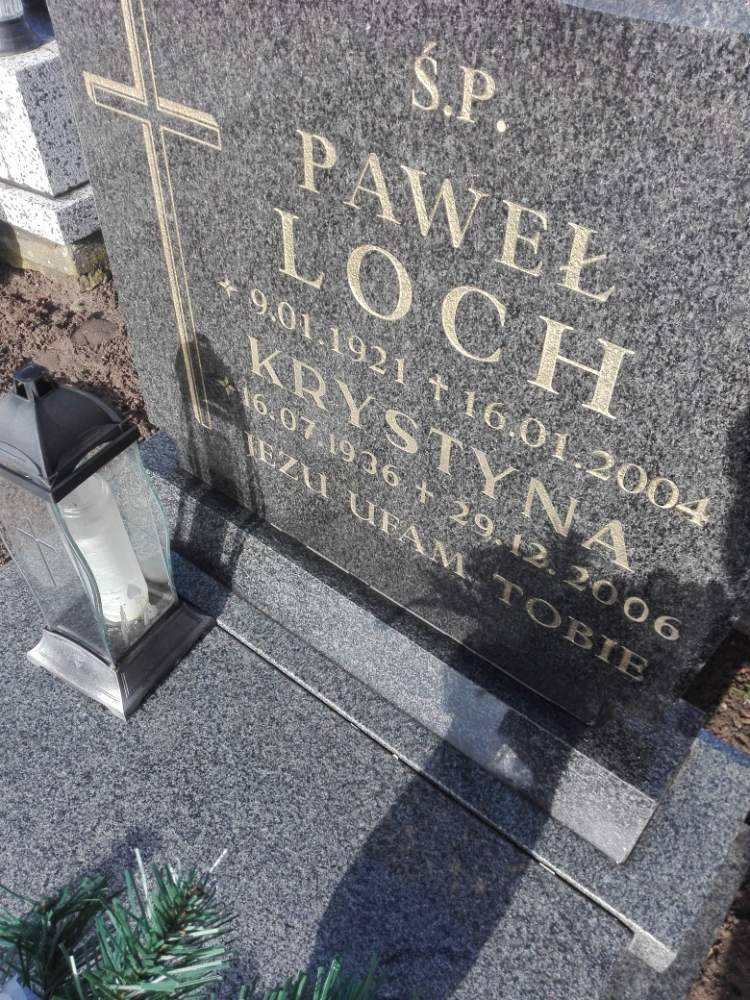 Ś.P.
PAWEŁ
LOCH
✶ 9.01.1921 ✝ 16.01.2004
KRYSTYNA
✶ 16.07.1936 ✝ 29.12.2006
JEZU UFAM TOBIE